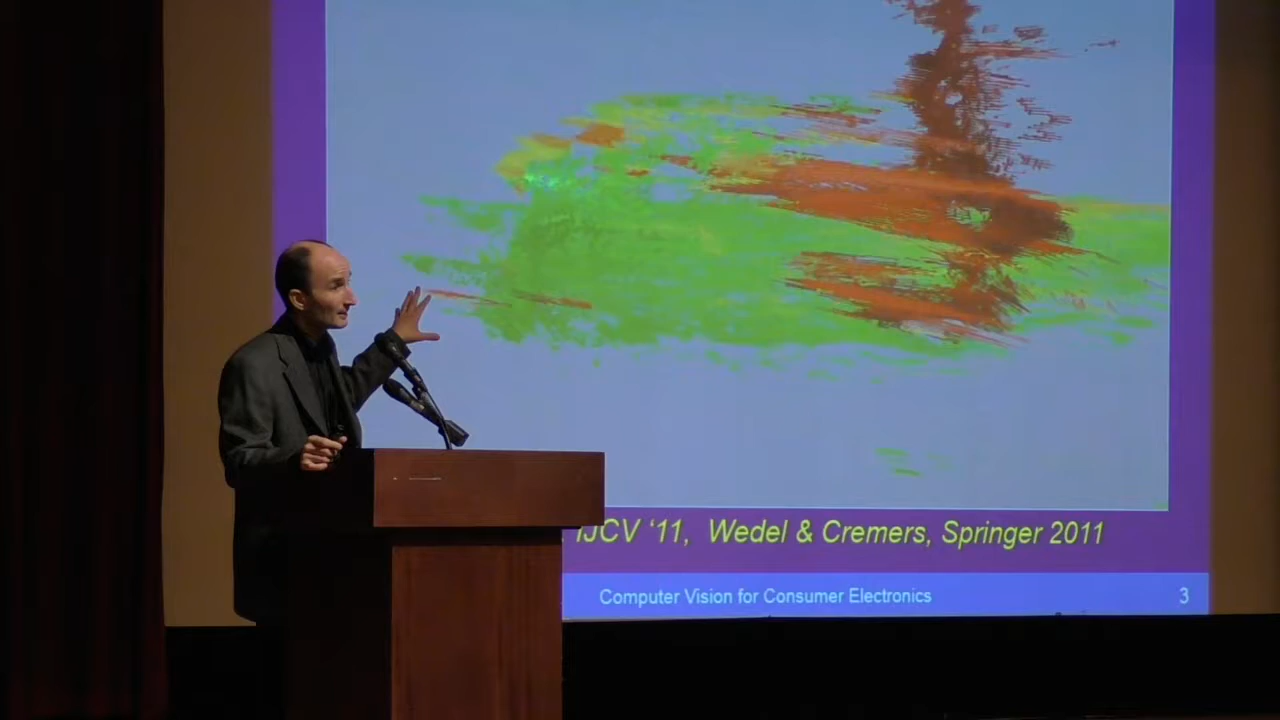 IJCV ‘11, Wedel & Cremers, Springer 2011
Computer Vision for Consumer Electronics 3